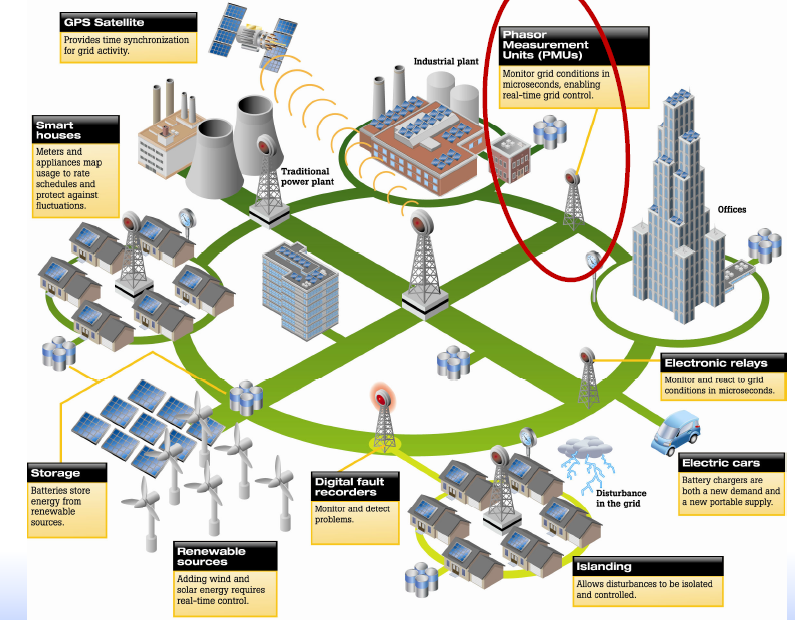 GPS Satellite
Provides time synchronization
for grid activity.
Industrial plant
Phasor
Measurement
Units (PMUs)
Monitor grid conditions in
microseconds, enabling
real-time grid control.
Smart
houses
Meters and
appliances map
usage to rate
schedules and
protect against
fluctuations.
Traditional
power plant
Offices
Electronic relays
Monitor and react to grid
conditions in microseconds.
Storage
Batteries store
energy from
renewable
sources.
Digital fault
recorders
Monitor and detect
problems.
Disturbance
in the grid
Electric cars
Battery chargers are
both a new demand and
a new portable supply.
Renewable
sources
Adding wind and
solar energy requires
real-time control.
Islanding
Allows disturbances to be isolated
and controlled.